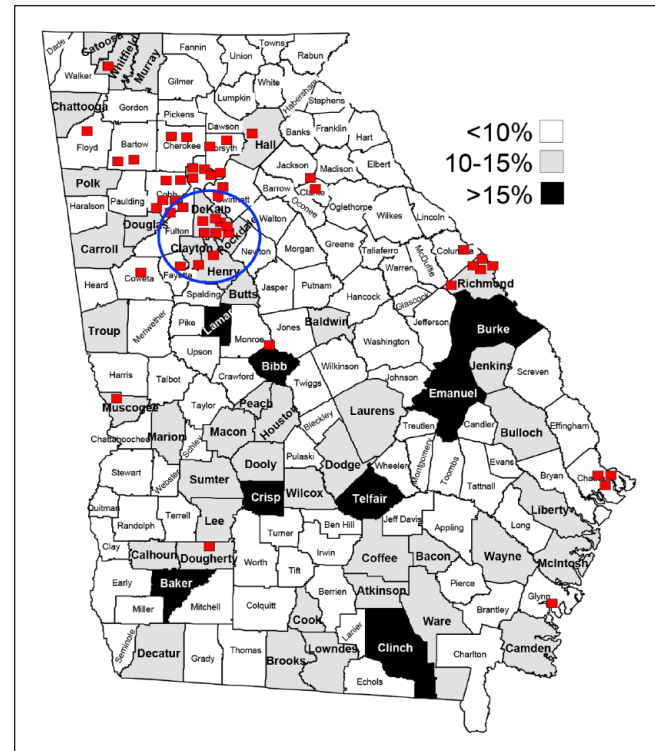 Towns
Fannin
Rabun
Dade
Catoosa
Union
Whitfield
Murray
Walker
Gilmer
White
Habersham
Lumpkin
Stephens
Chattooga
Gordon
Pickens
Dawson
Banks
Franklin
Hart
<10%
Floyd
Bartow
Cherokee
Forsyth
Hall
10-15%
Jackson
Madison
Elbert
>15%
Polk
Cobb
Barrow
Clarke
Paulding
Gwinnett
Oconee
Oglethorpe
Haralson
DeKalb
Walton
Wilkes
Lincoln
Douglas
Fulton
Rockdale
Morgan
Greene
Columbia
Carroll
Clayton
Newton
Taliaferro
McDuffie
Henry
Warren
Richmond
Heard
Coweta
Fayette
Spalding
Butts
Jasper
Putnam
Hancock
Glascock
Troup
Meriwether
Pike
Lamar
Monroe
Jones
Baldwin
Jefferson
Burke
Upson
Washington
Harris
Talbot
Crawford
Bibb
Twiggs
Wilkinson
Jenkins
Screven
Johnson
Emanuel
Muscogee
Taylor
Peach
Houston
Bleckley
Laurens
Chattahoochee
Marion
Schley
Macon
Treutlen
Candler
Bulloch
Effingham
Pulaski
Montgomery
Stewart
Webster
Dooly
Dodge
Wheeler
Toombs
Evans
Bryan
Sumter
Tattnall
Quitman
Crisp
Wilcox
Telfair
Liberty
Randolph
Terrell
Lee
Turner
Ben Hill
Jeff Davis
Appling
Long
Clay
Calhoun
Dougherty
Worth
Irwin
Coffee
Bacon
Wayne
McIntosh
Tift
Early
Baker
Atkinson
Pierce
Miller
Mitchell
Colquitt
Berrien
Cook
Lanier
Ware
Brantley
Glynn
Seminole
Decatur
Grady
Thomas
Brooks
Lowndes
Clinch
Charlton
Camden
Echols